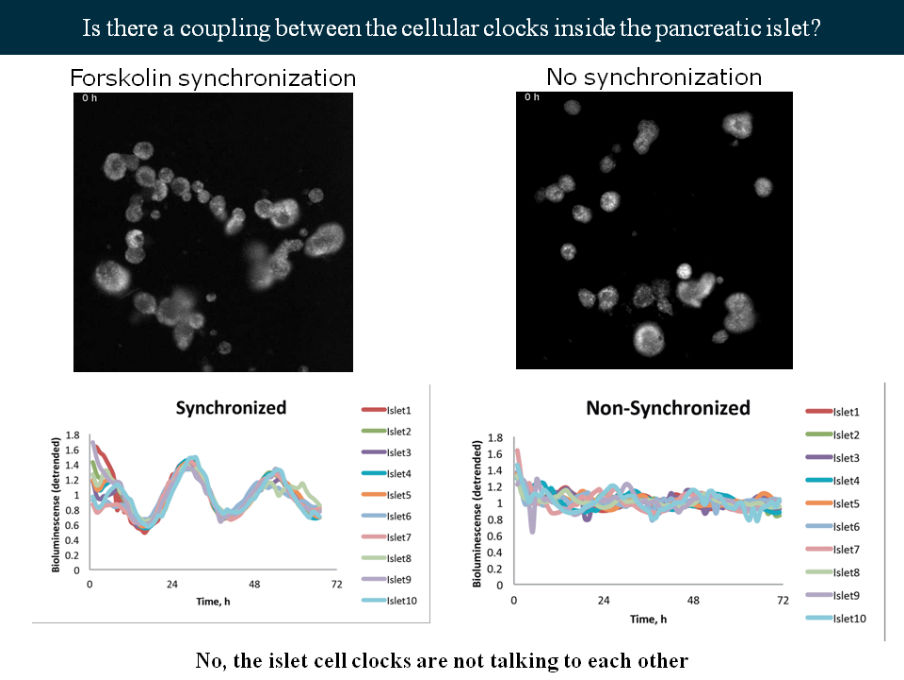 Is there a coupling between the cellular clocks inside the pancreatic islet?
Forskolin synchronization
No synchronization
0 h
0 h
Synchronized
Bioluminescense (detrended)
1.8
1.6
1.4
1.2
1
0.8
0.6
0.4
0.2
0
0
24
48
72
Time, h
Islet1
Islet2
Islet3
Islet4
Islet5
Islet6
Islet7
Islet8
Islet9
Islet10
Non-Synchronized
Bioluminescense (detrended)
1.8
1.6
1.4
1.2
1
0.8
0.6
0.4
0.2
0
0
24
48
72
Time, h
Islet1
Islet2
Islet3
Islet4
Islet5
Islet6
Islet7
Islet8
Islet9
Islet10
No, the islet cell clocks are not talking to each other